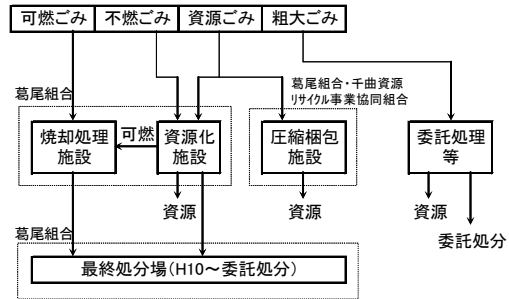 可燃ごみ 不燃ごみ 資源ごみ 粗大ごみ
葛尾組合
葛尾組合・千曲資源
ﾘｻｲｸﾙ事業協同組合
焼却処理
施設
可燃
資源化
施設
圧縮梱包
施設
委託処理
等
資源
資源
資源
委託処分
葛尾組合
最終処分場(H10～委託処分)